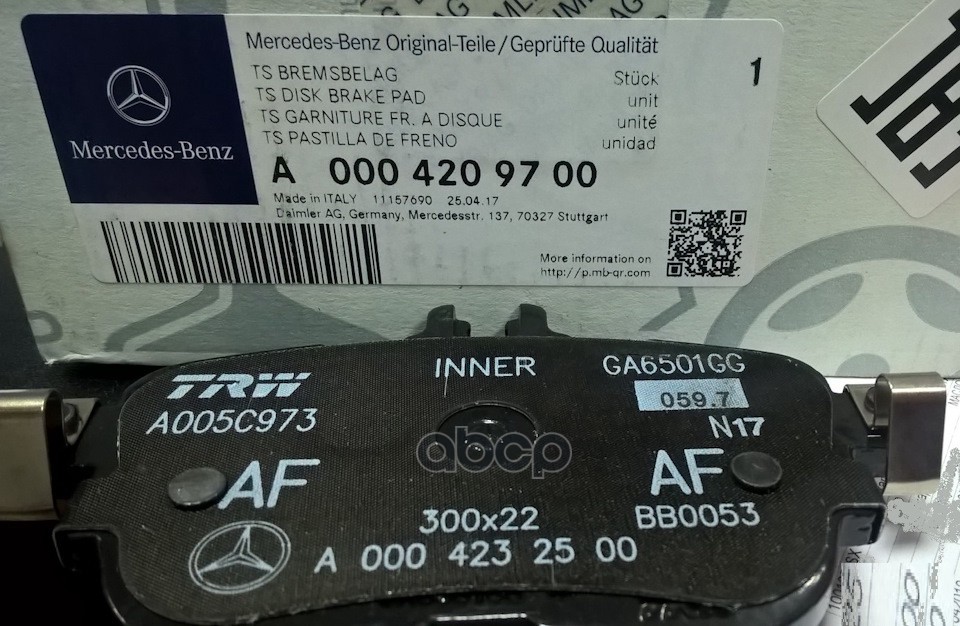 Mercedes-Benz Original-Teile/Geprüfte Qualität
TS BREMSBELAG Stück 1
TS DISK BRAKE PAD unit
TS GARNITURE FR. A DISQUE unité
TS PASTILLA DE FRENO unidad
Mercedes-Benz
A 000 420 97 00
Made in ITALY 11157690 25.04.17
Daimler AG, Germany, Mercedesstr. 137, 70327 Stuttgart
More information on
http://p.mb-qr.com
INNER GA6501GG
TRW 059.7
A005C973 N17
abcp
AF AF
300x22 BB0053
A 000 423 25 00